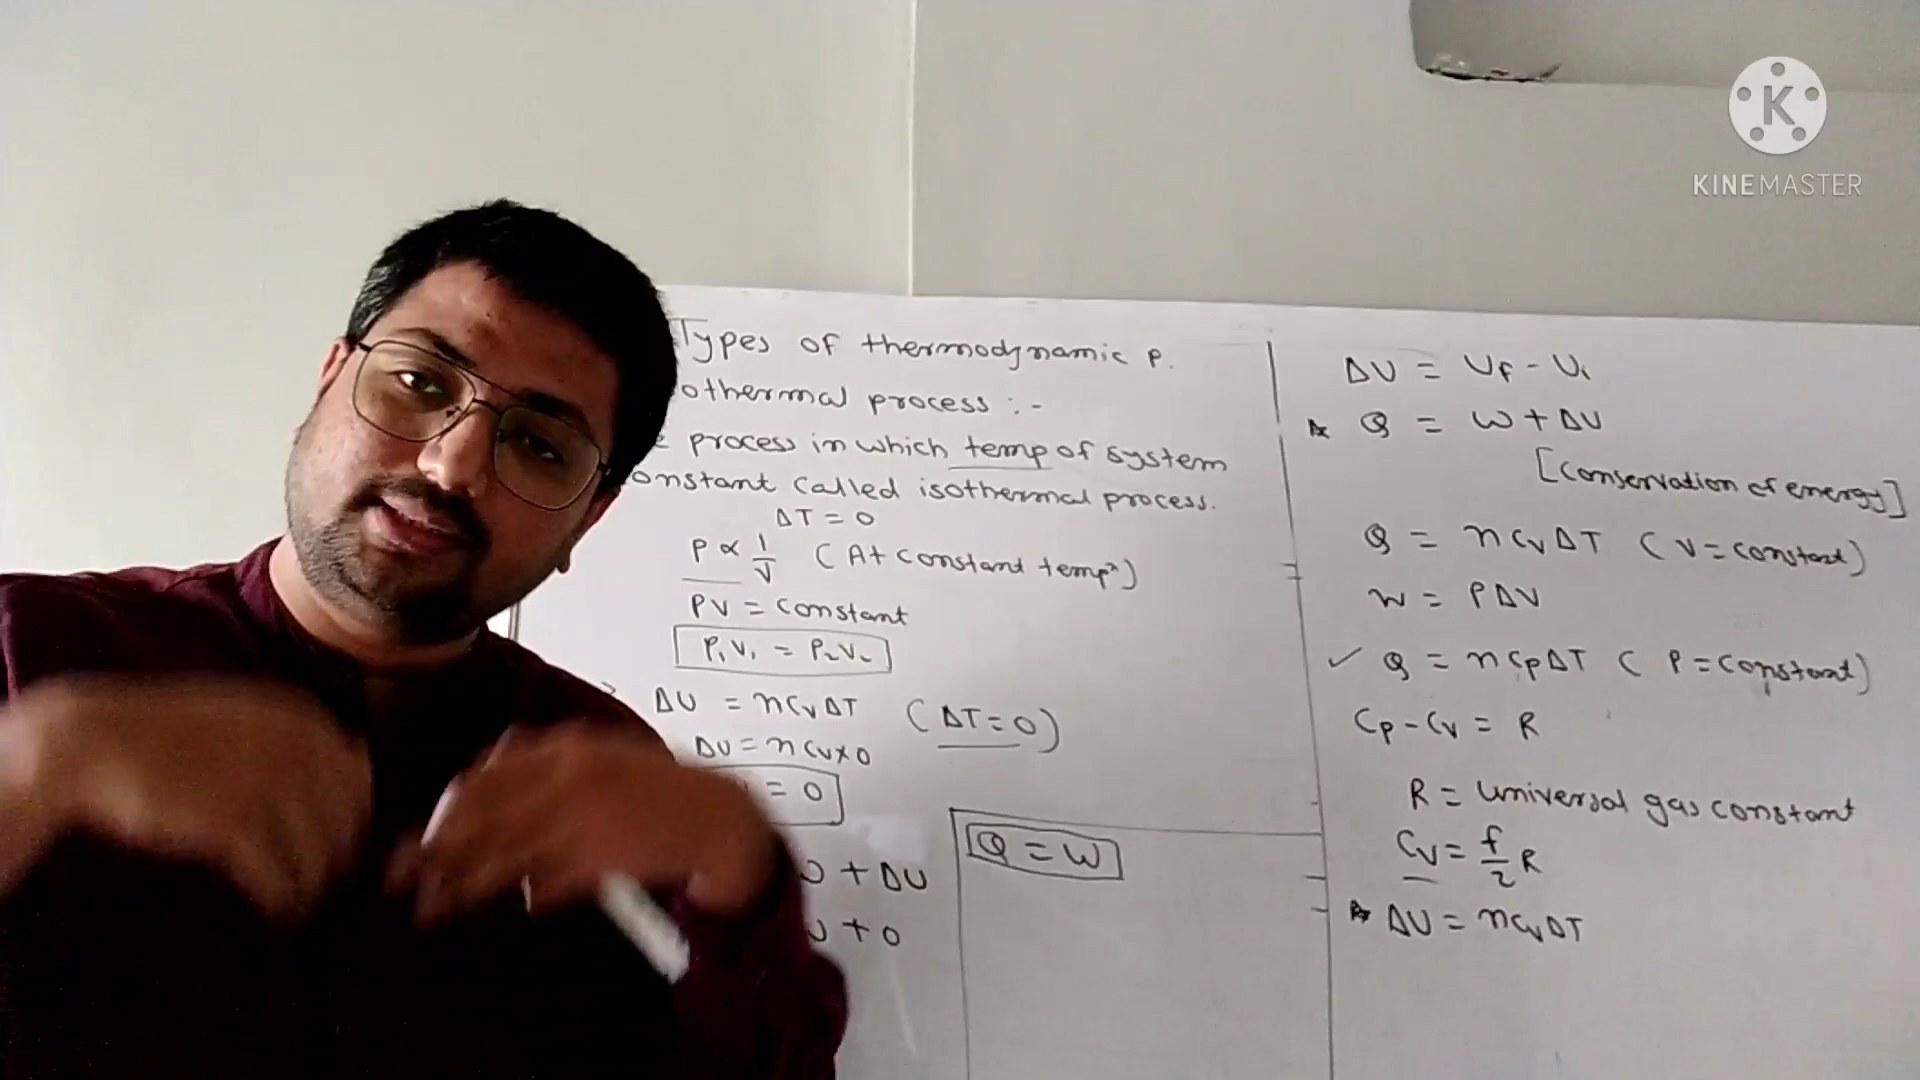 K
KINEMASTER
Types of thermodynamic P.
othermal process :-
e process in which temp of system
onstant called isothermal process.
ΔT = 0
P ∝ 1/V (At constant tempr)
PV = constant
P₁V₁ = P₂V₂
ΔU = nCvΔT (ΔT = 0)
ΔU = nCv×0
= 0
+ ΔU
+ 0
Q = W
ΔU = Uf - Ui
Q = W + ΔU
[Conservation of energy]
Q = nCvΔT (V = constant)
W = PΔV
✓ Q = nCpΔT (P = constant)
Cp - Cv = R
R = universal gas constant
Cv = f/2 R
ΔU = nCvΔT